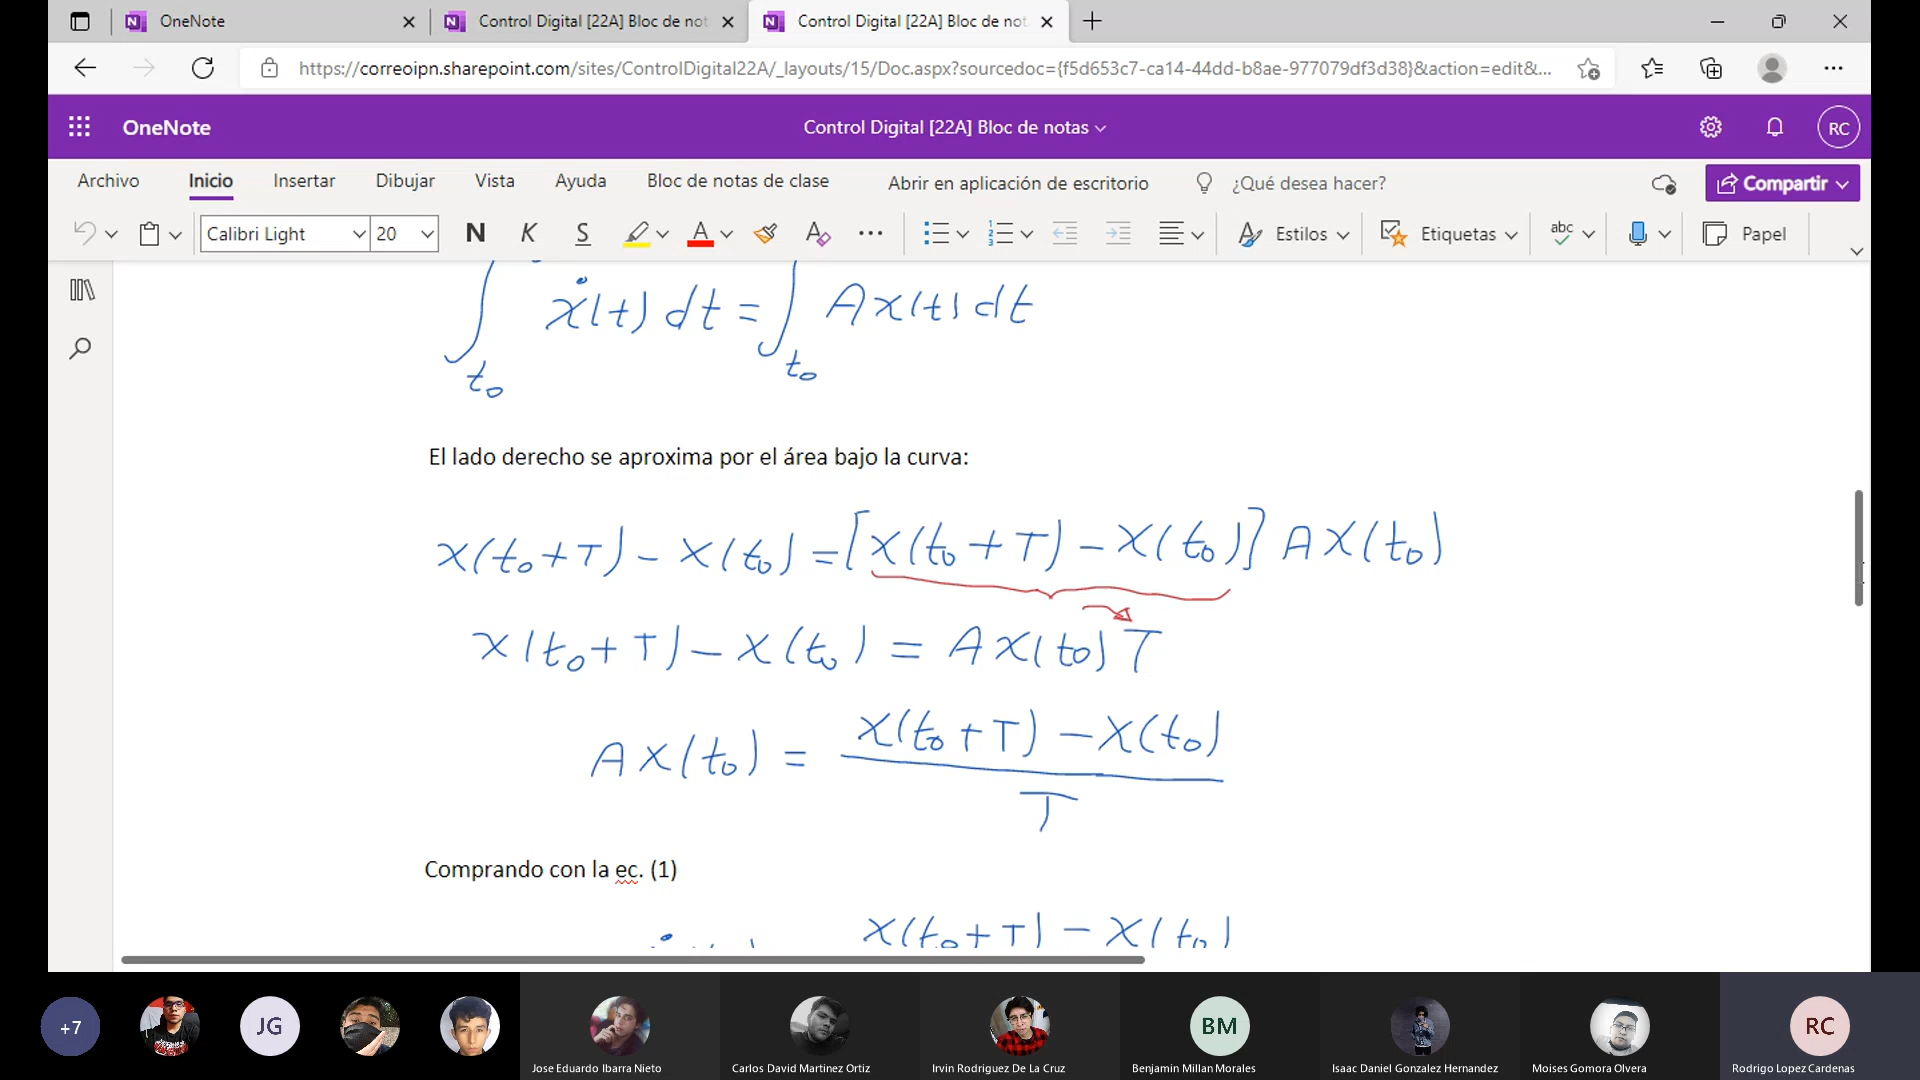 OneNote
Control Digital [22A] Bloc de not
Control Digital [22A] Bloc de not
https://correoipn.sharepoint.com/sites/ControlDigital22A/_layouts/15/Doc.aspx?sourcedoc={f5d653c7-ca14-44dd-b8ae-977079df3d38}&action=edit&...
OneNote
Control Digital [22A] Bloc de notas
RC
Archivo Inicio Insertar Dibujar Vista Ayuda Bloc de notas de clase Abrir en aplicación de escritorio ¿Qué desea hacer? Compartir
Calibri Light 20 N K S A A ... Estilos Etiquetas abc Papel
∫ ẋ(t) dt = ∫ A x(t) dt
t₀ t₀
El lado derecho se aproxima por el área bajo la curva:
x(t₀+T) - x(t₀) = [x(t₀+T) - x(t₀)] A x(t₀)
x(t₀+T) - x(t₀) = A x(t₀) T
A x(t₀) = x(t₀+T) - x(t₀)
T
Comprando con la ec. (1)
x(t₀+T) - x(t₀)
+7
JG
BM
RC
Jose Eduardo Ibarra Nieto
Carlos David Martinez Ortiz
Irvin Rodriguez De La Cruz
Benjamin Millan Morales
Isaac Daniel Gonzalez Hernandez
Moises Gomora Olvera
Rodrigo Lopez Cardenas